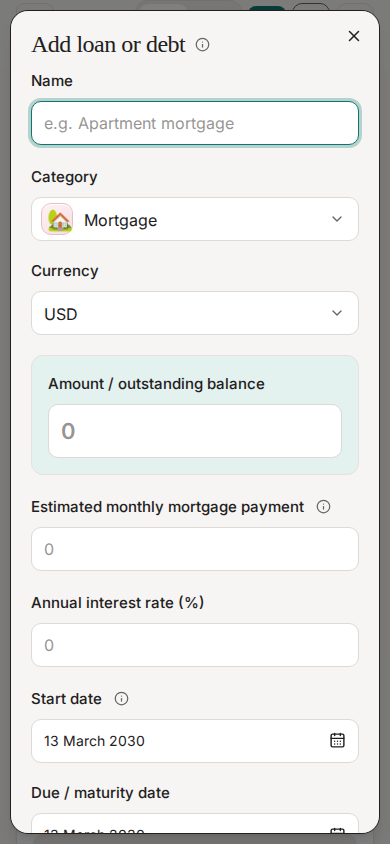 Add loan or debt
Name
e.g. Apartment mortgage
Category
Mortgage
Currency
USD
Amount / outstanding balance
0
Estimated monthly mortgage payment
0
Annual interest rate (%)
0
Start date
13 March 2030
Due / maturity date